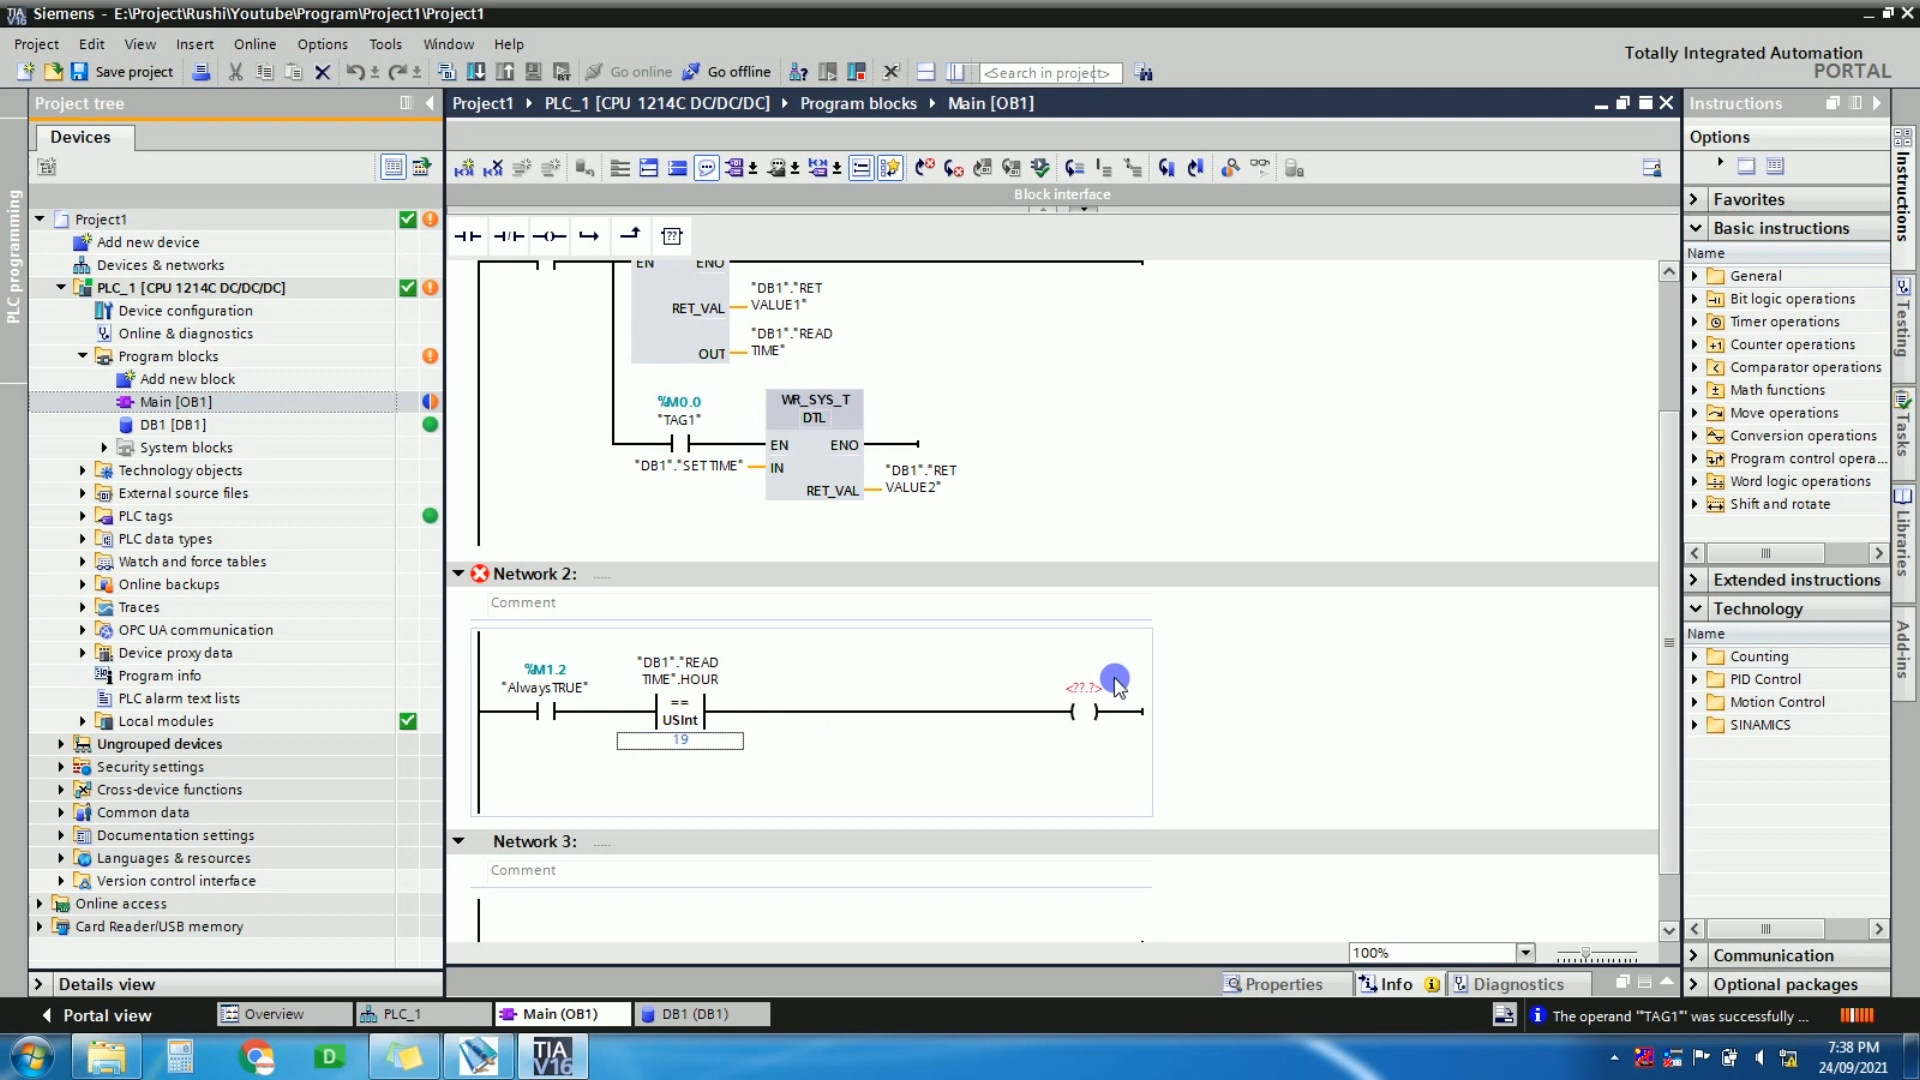 Siemens - E:\Project\Rushi\Youtube\Program\Project1\Project1
Project Edit View Insert Online Options Tools Window Help
Totally Integrated Automation
PORTAL
Save project
Go online
Go offline
<Search in project>
Project tree
Project1 PLC_1 [CPU 1214C DC/DC/DC] Program blocks Main [OB1]
Instructions
Devices
Options
PLC programming
Block interface
Project1
Add new device
Devices & networks
PLC_1 [CPU 1214C DC/DC/DC]
Device configuration
Online & diagnostics
Program blocks
Add new block
Main [OB1]
DB1 [DB1]
System blocks
Technology objects
External source files
PLC tags
PLC data types
Watch and force tables
Online backups
Traces
OPC UA communication
Device proxy data
Program info
PLC alarm text lists
Local modules
Ungrouped devices
Security settings
Cross-device functions
Common data
Documentation settings
Languages & resources
Version control interface
Online access
Card Reader/USB memory
Details view
??
EN ENO
"DB1"."RET
VALUE1"
RET_VAL
"DB1"."READ
TIME"
OUT
%M0.0
"TAG1"
WR_SYS_T
DTL
EN ENO
"DB1"."SET TIME"
IN
"DB1"."RET
VALUE2"
RET_VAL
Network 2: .....
Comment
%M1.2
"AlwaysTRUE"
"DB1"."READ
TIME".HOUR
==
USInt
19
<??.?>
Network 3: .....
Comment
100%
Properties
Info
Diagnostics
Favorites
Basic instructions
Name
General
Bit logic operations
Timer operations
Counter operations
Comparator operations
Math functions
Move operations
Conversion operations
Program control opera...
Word logic operations
Shift and rotate
Extended instructions
Technology
Name
Counting
PID Control
Motion Control
SINAMICS
Communication
Optional packages
Instructions
Testing
Tasks
Libraries
Add-ins
Portal view
Overview
PLC_1
Main (OB1)
DB1 (DB1)
The operand '"TAG1"' was successfully ...
D
TIA
V16
7:38 PM
24/09/2021